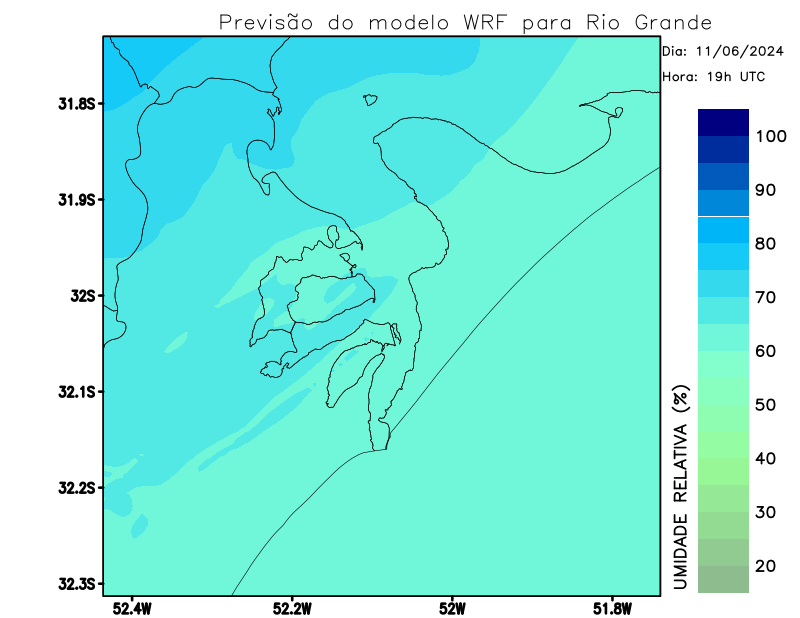 Previsão do modelo WRF para Rio Grande
Dia: 11/06/2024
Hora: 19h UTC
31.8S
31.9S
32S
32.1S
32.2S
32.3S
52.4W 52.2W 52W 51.8W
100
90
80
70
60
50
40
30
20
UMIDADE RELATIVA (%)